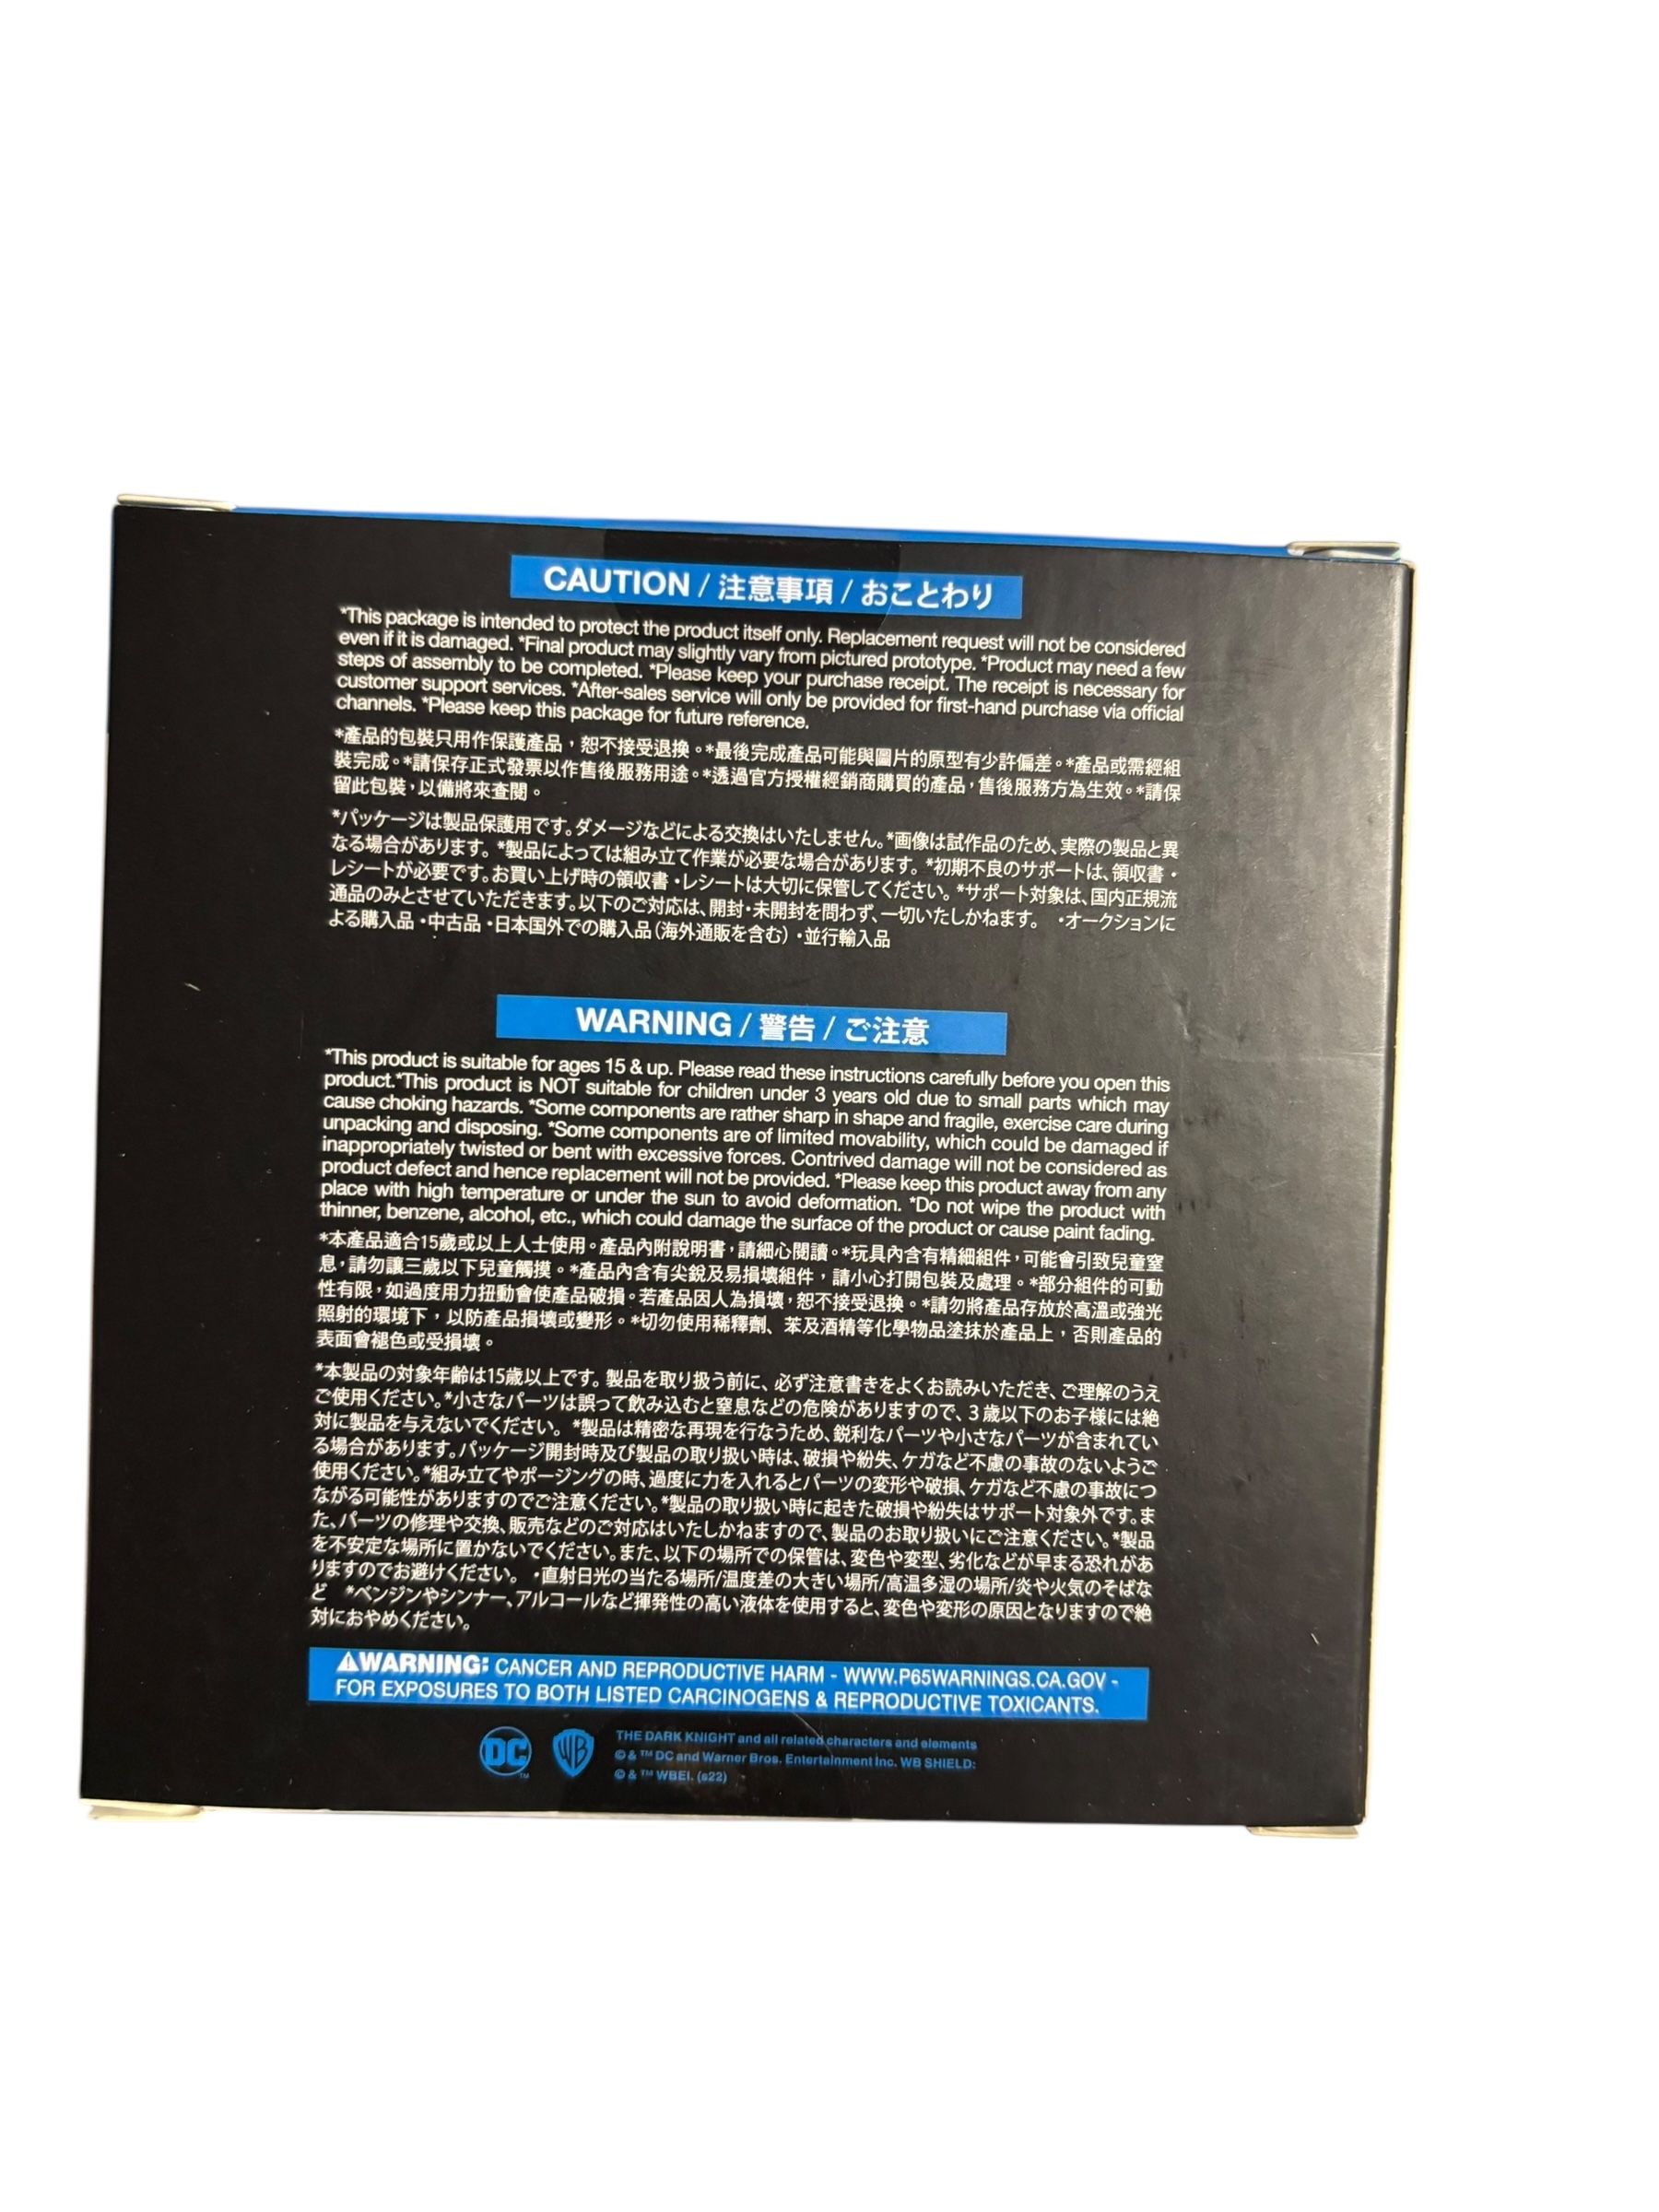 CAUTION / 注意事項 / おことわり
*This package is intended to protect the product itself only. Replacement request will not be considered
even if it is damaged. *Final product may slightly vary from pictured prototype. *Product may need a few
steps of assembly to be completed. *Please keep your purchase receipt. The receipt is necessary for
customer support services. *After-sales service will only be provided for first-hand purchase via official
channels. *Please keep this package for future reference.
*產品的包裝只用作保護產品，恕不接受退換。*最後完成產品可能與圖片的原型有少許偏差。*產品或需經組
裝完成。*請保存正式發票以作售後服務用途。*透過官方授權經銷商購買的產品，售後服務方為生效。*請保
留此包裝，以備將來查閱。
*パッケージは製品保護用です。ダメージなどによる交換はいたしません。*画像は試作品のため、実際の製品と異
なる場合があります。*製品によっては組み立て作業が必要な場合があります。*初期不良のサポートは、領収書・
レシートが必要です。お買い上げ時の領収書・レシートは大切に保管してください。*サポート対象は、国内正規流
通品のみとさせていただきます。以下のご対応は、開封・未開封を問わず、一切いたしかねます。 ・オークションに
よる購入品・中古品・日本国外での購入品（海外通販を含む）・並行輸入品
WARNING / 警告 / ご注意
*This product is suitable for ages 15 & up. Please read these instructions carefully before you open this
product.*This product is NOT suitable for children under 3 years old due to small parts which may
cause choking hazards. *Some components are rather sharp in shape and fragile, exercise care during
unpacking and disposing. *Some components are of limited movability, which could be damaged if
inappropriately twisted or bent with excessive forces. Contrived damage will not be considered as
product defect and hence replacement will not be provided. *Please keep this product away from any
place with high temperature or under the sun to avoid deformation. *Do not wipe the product with
thinner, benzene, alcohol, etc., which could damage the surface of the product or cause paint fading.
*本產品適合15歲或以上人士使用。產品內附說明書，請細心閱讀。*玩具內含有精細組件，可能會引致兒童窒
息，請勿讓三歲以下兒童觸摸。*產品內含有尖銳及易損壞組件，請小心打開包裝及處理。*部分組件的可動
性有限，如過度用力扭動會使產品破損。若產品因人為損壞，恕不接受退換。*請勿將產品存放於高溫或強光
照射的環境下，以防產品損壞或變形。*切勿使用稀釋劑、苯及酒精等化學物品塗抹於產品上，否則產品的
表面會褪色或受損壞。
*本製品の対象年齢は15歳以上です。製品を取り扱う前に、必ず注意書きをよくお読みいただき、ご理解のうえ
ご使用ください。*小さなパーツは誤って飲み込むと窒息などの危険がありますので、3歳以下のお子様には絶
対に製品を与えないでください。*製品は精密な再現を行なうため、鋭利なパーツや小さなパーツが含まれてい
る場合があります。パッケージ開封時及び製品の取り扱い時は、破損や紛失、ケガなど不慮の事故のないようご
使用ください。*組み立てやポージングの時、過度に力を入れるとパーツの変形や破損、ケガなど不慮の事故につ
ながる可能性がありますのでご注意ください。*製品の取り扱い時に起きた破損や紛失はサポート対象外です。ま
た、パーツの修理や交換、販売などのご対応はいたしかねますので、製品のお取り扱いにご注意ください。*製品
を不安定な場所に置かないでください。また、以下の場所での保管は、変色や変型、劣化などが早まる恐れがあ
りますのでお避けください。 ・直射日光の当たる場所/温度差の大きい場所/高温多湿の場所/炎や火気のそばな
ど *ベンジンやシンナー、アルコールなど揮発性の高い液体を使用すると、変色や変形の原因となりますので絶
対におやめください。
⚠WARNING: CANCER AND REPRODUCTIVE HARM - WWW.P65WARNINGS.CA.GOV -
FOR EXPOSURES TO BOTH LISTED CARCINOGENS & REPRODUCTIVE TOXICANTS.
DC™
WB
THE DARK KNIGHT and all related characters and elements
© & ™ DC and Warner Bros. Entertainment Inc. WB SHIELD:
© & ™ WBEI. (s22)